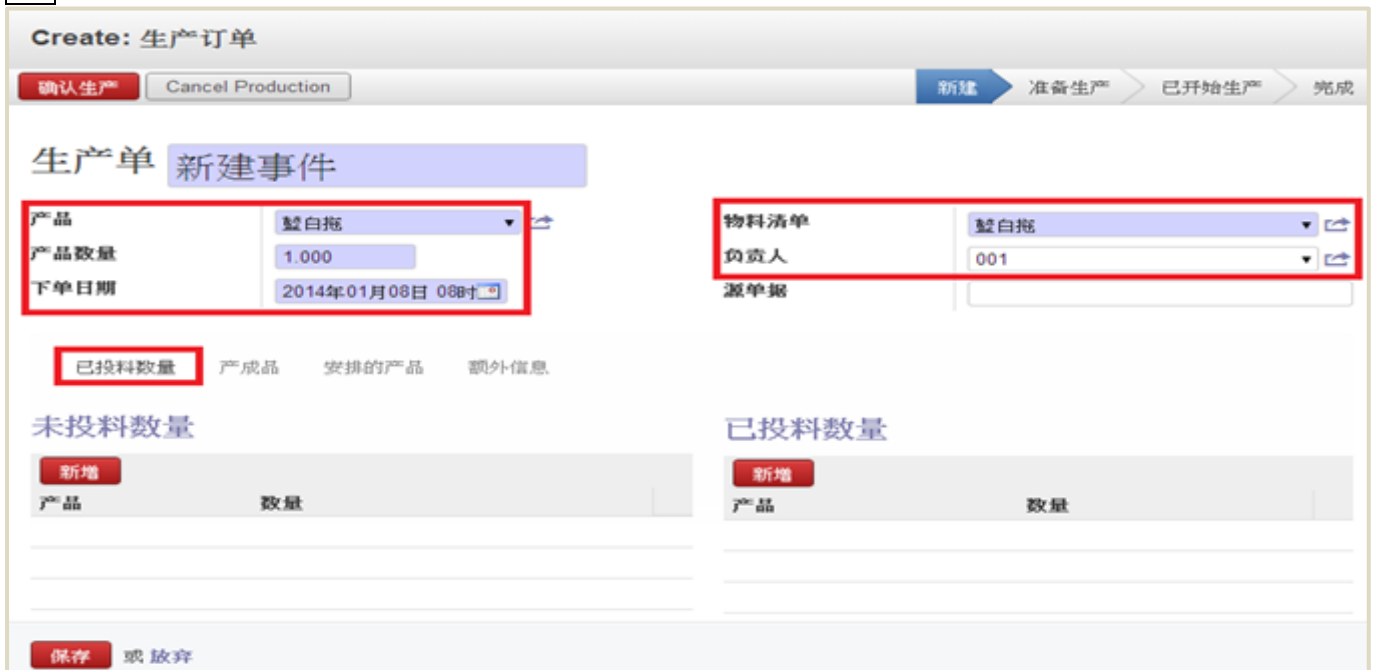 Create: 生产订单
确认生产 Cancel Production 新建 准备生产 已开始生产 完成
生产单 新建事件
产品 鏨白拖 物料清单 鏨白拖
产品数量 1.000 负责人 001
下单日期 2014年01月08日 08时 源单据
已投料数量 产成品 安排的产品 额外信息
未投料数量 已投料数量
新增 新增
产品 数量 产品 数量
保存 或 放弃